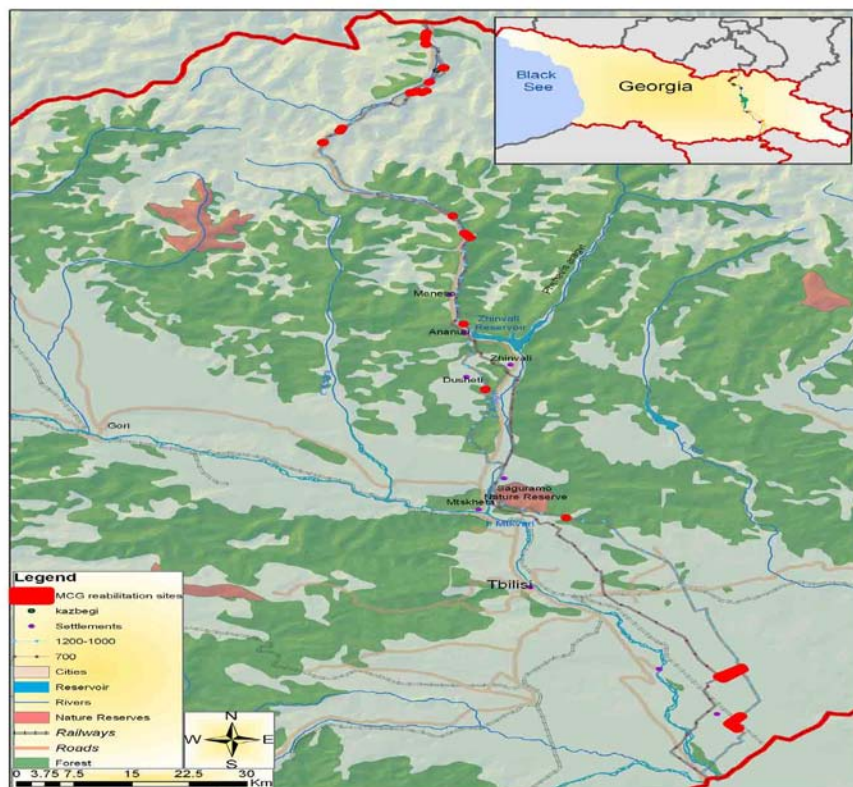 Black
See
Georgia
Menes
Zhinvali
Reservoir
Ananuri
Zhinvali
Dusheti
Gori
Saguramo
Nature Reserve
Mtskheta
r. Mtkvari
Tbilisi
Legend
MCG reabilitation sites
kazbegi
Settlements
1200-1000
700
Cities
Reservoir
Rivers
Nature Reserves
Railways
Roads
Forest
N
W E
S
0 3.75 7.5 15 22.5 30
Km